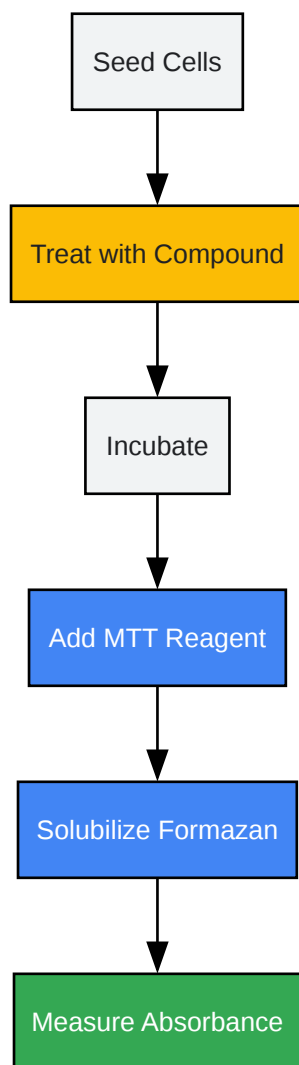 Seed Cells
Treat with Compound
Incubate
Add MTT Reagent
Solubilize Formazan
Measure Absorbance